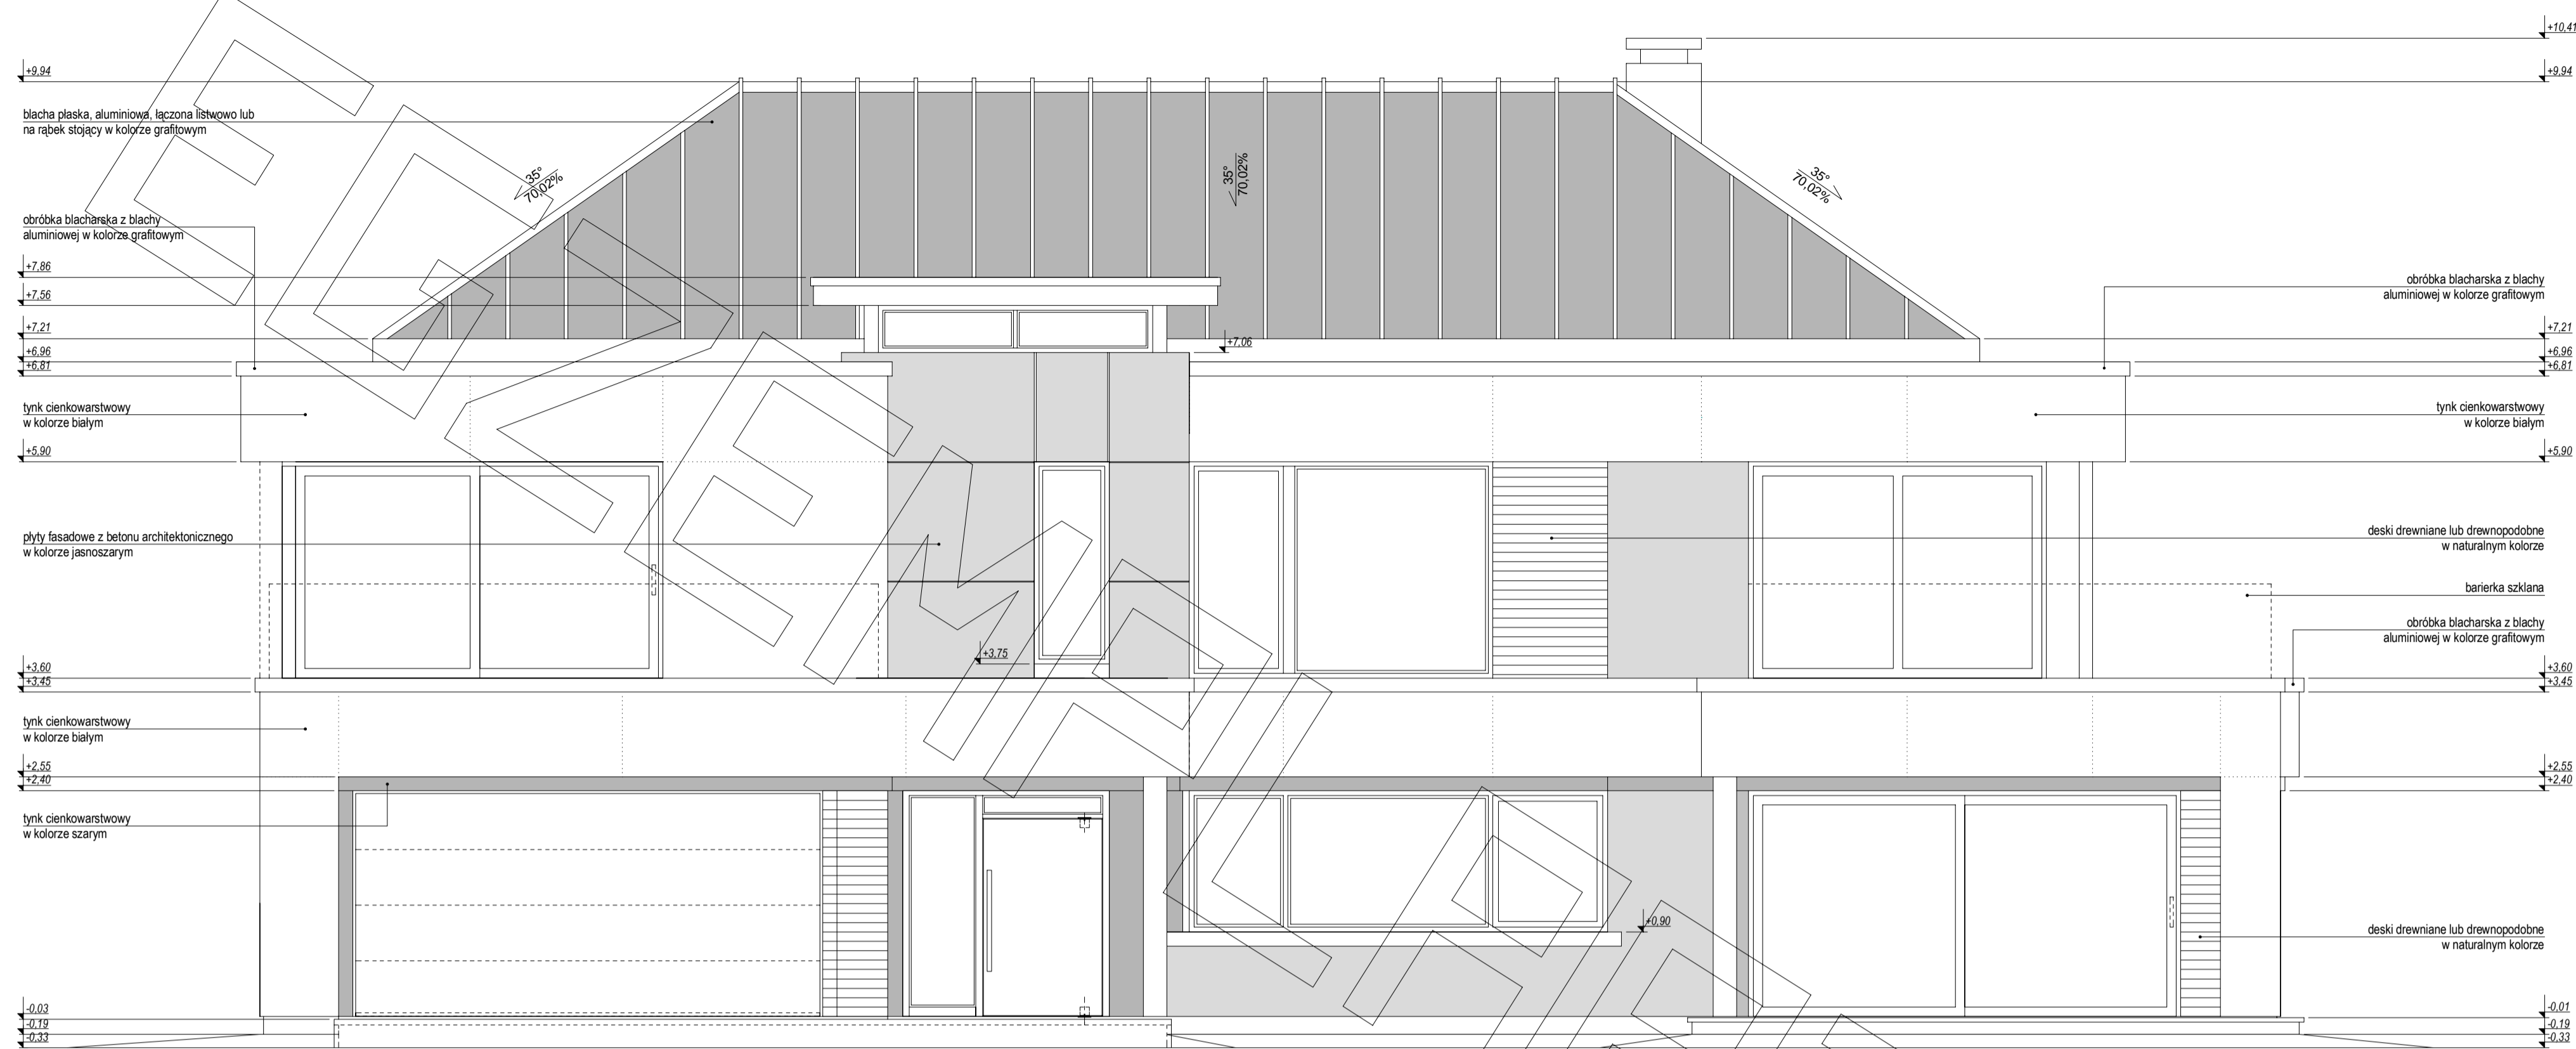 +10,41
+9,94
+9,94
blacha płaska, aluminiowa, łączona listwowo lub
na rąbek stojący w kolorze grafitowym
35°
70,02%
35°
70,02%
35°
70,02%
obróbka blacharska z blachy
aluminiowej w kolorze grafitowym
+7,86
+7,56
+7,21
+6,96
+6,81
obróbka blacharska z blachy
aluminiowej w kolorze grafitowym
+7,21
+6,96
+6,81
+7,06
tynk cienkowarstwowy
w kolorze białym
tynk cienkowarstwowy
w kolorze białym
+5,90
+5,90
płyty fasadowe z betonu architektonicznego
w kolorze jasnoszarym
deski drewniane lub drewnopodobne
w naturalnym kolorze
barierka szklana
obróbka blacharska z blachy
aluminiowej w kolorze grafitowym
+3,75
+3,60
+3,45
+3,60
+3,45
tynk cienkowarstwowy
w kolorze białym
+2,55
+2,40
+2,55
+2,40
tynk cienkowarstwowy
w kolorze szarym
+0,90
deski drewniane lub drewnopodobne
w naturalnym kolorze
-0,03
-0,19
-0,33
-0,01
-0,19
-0,33